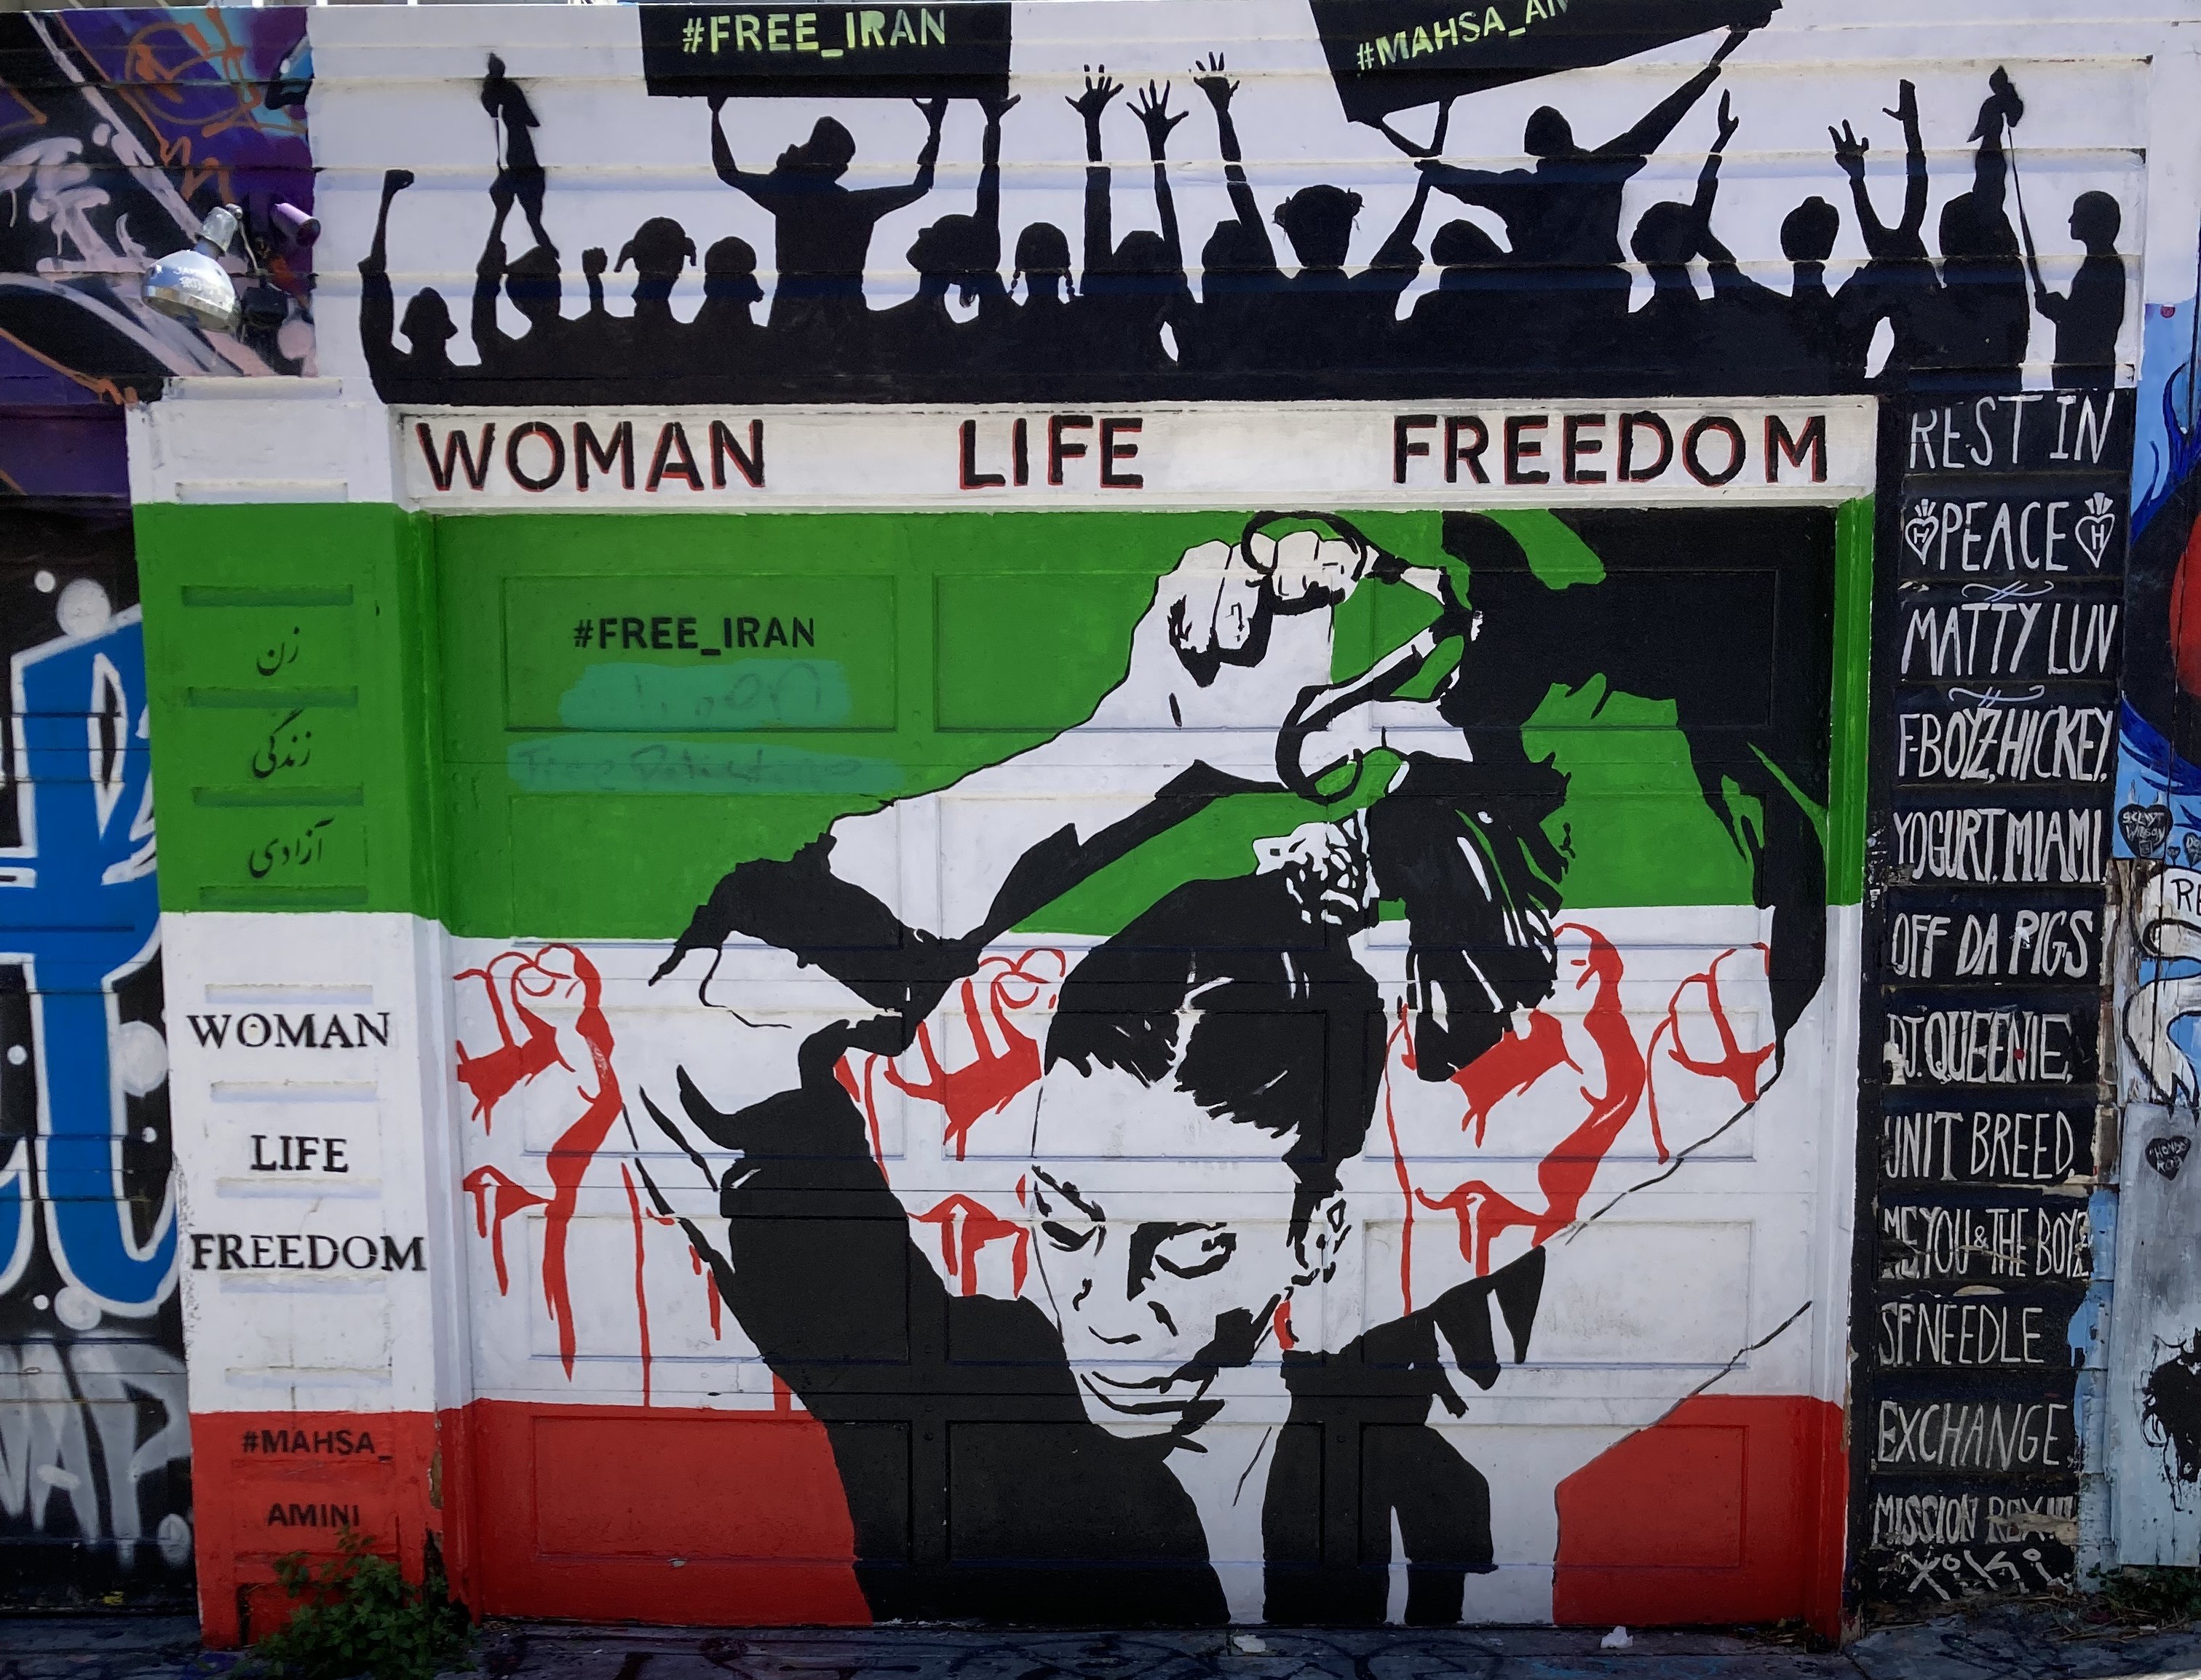 #FREE_IRAN
#MAHSA_AM
WOMAN LIFE FREEDOM
#FREE_IRAN
زن
زندگی
آزادی
WOMAN
LIFE
FREEDOM
#MAHSA_
AMINI
REST IN
PEACE
MATTY LUV
F-BOYZ, HICKEY,
YOGURT, MIAMI,
OFF DA PIGS
DJ. QUEENIE,
UNIT BREED,
ME, YOU & THE BOYZ
S.F. NEEDLE
EXCHANGE
MISSION